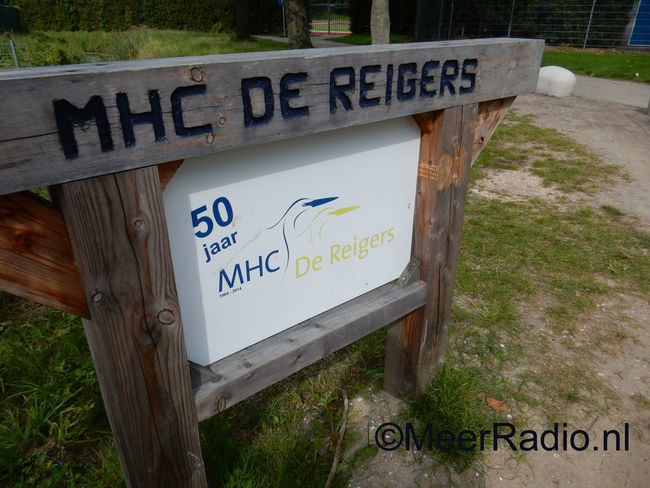 MHC DE REIGERS
50
jaar
MHC De Reigers
1964 - 2014
©MeerRadio.nl